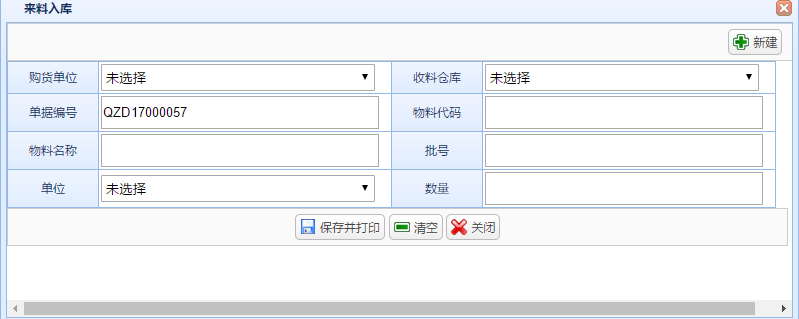 来料入库
新建
购货单位 未选择 收料仓库 未选择
单据编号 QZD17000057 物料代码
物料名称 批号
单位 未选择 数量
保存并打印 清空 关闭